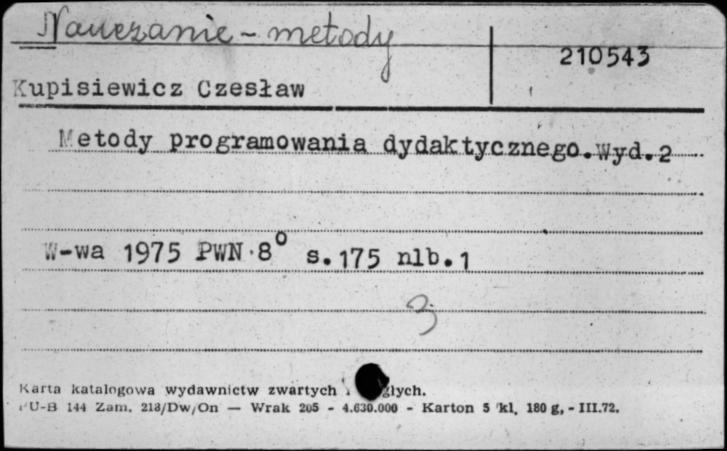 Nauczanie - metody
210543
Kupisiewicz Czesław
Metody programowania dydaktycznego. Wyd. 2
W-wa 1975 PWN 8° s. 175 nlb. 1
3
Karta katalogowa wydawnictw zwartych
U-B 144 Zam. 218/Dw/On — Wrak 205 - 4.630.000 - Karton 5 kl. 180 g, - III.72.